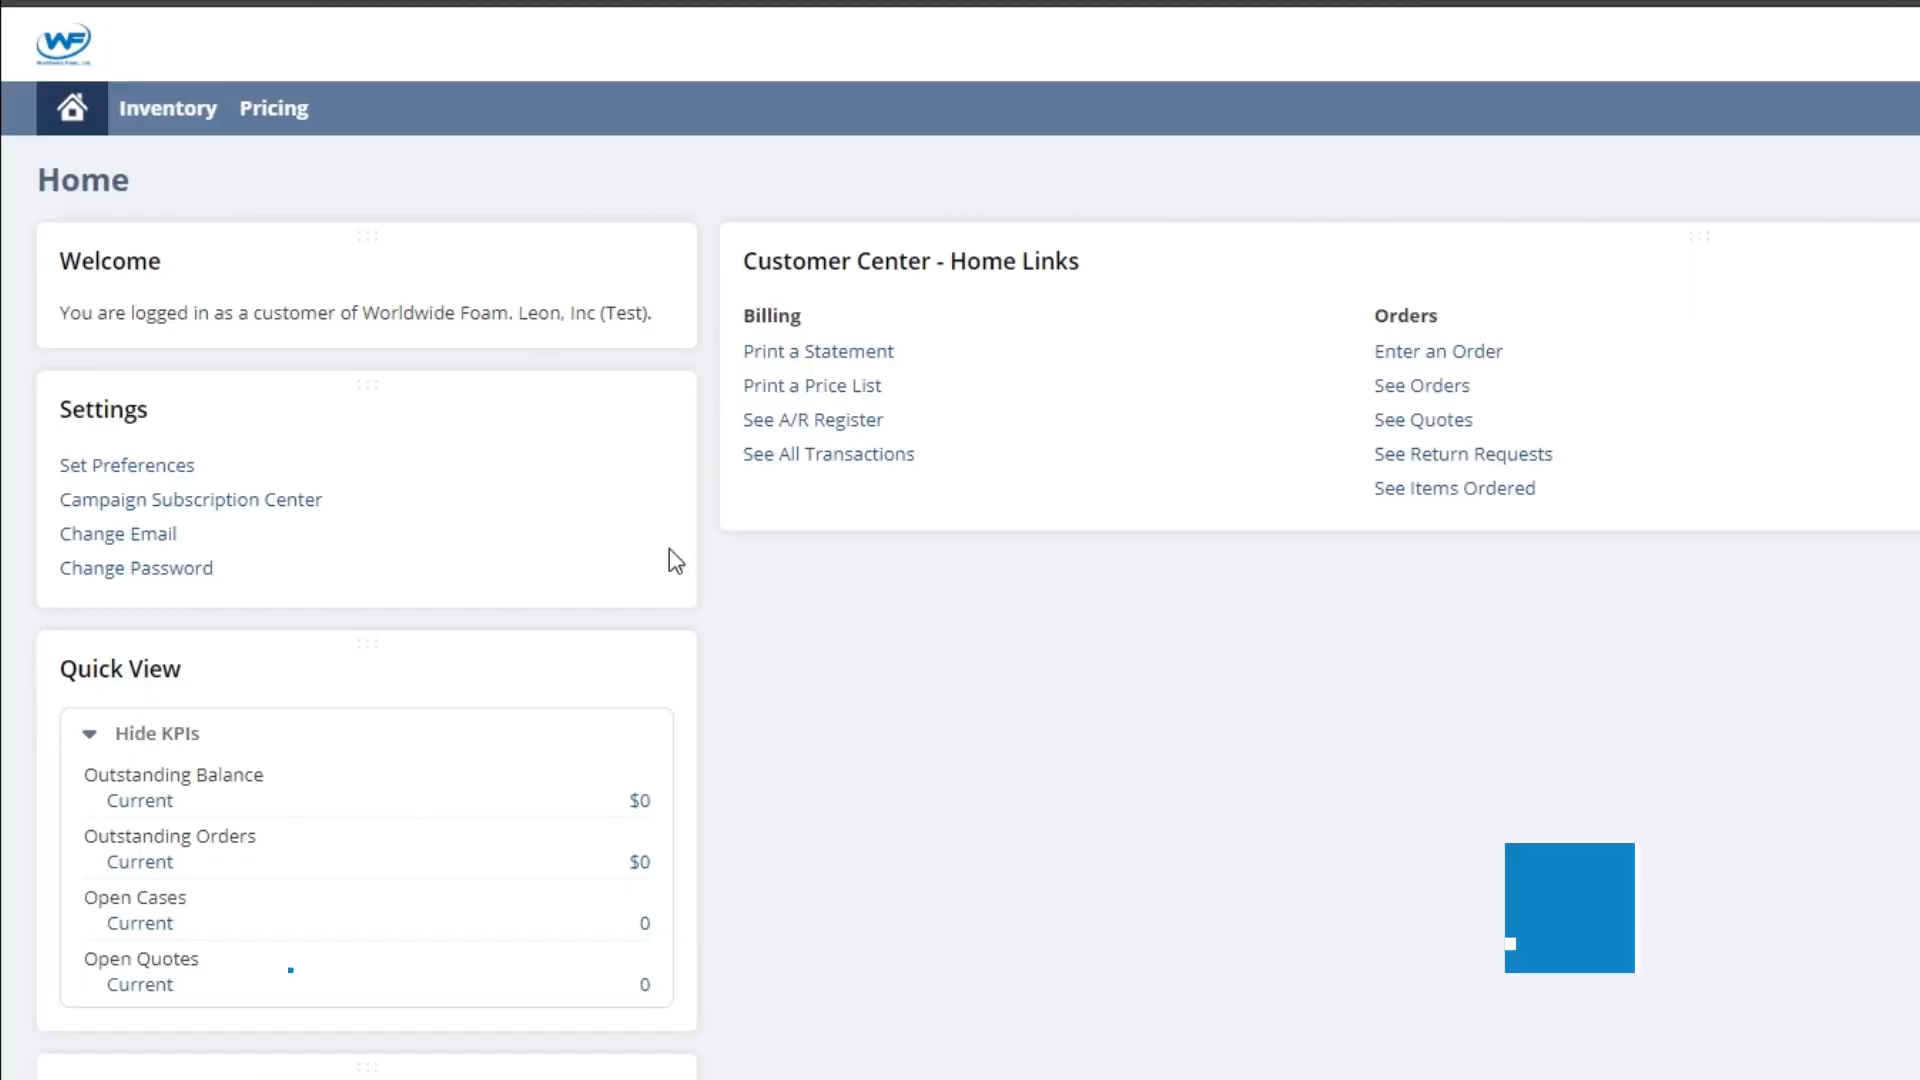 WF
Inventory Pricing
Home
Welcome
You are logged in as a customer of Worldwide Foam. Leon, Inc (Test).
Settings
Set Preferences
Campaign Subscription Center
Change Email
Change Password
Quick View
Hide KPIs
Outstanding Balance
Current $0
Outstanding Orders
Current $0
Open Cases
Current 0
Open Quotes
Current 0
Customer Center - Home Links
Billing
Print a Statement
Print a Price List
See A/R Register
See All Transactions
Orders
Enter an Order
See Orders
See Quotes
See Return Requests
See Items Ordered